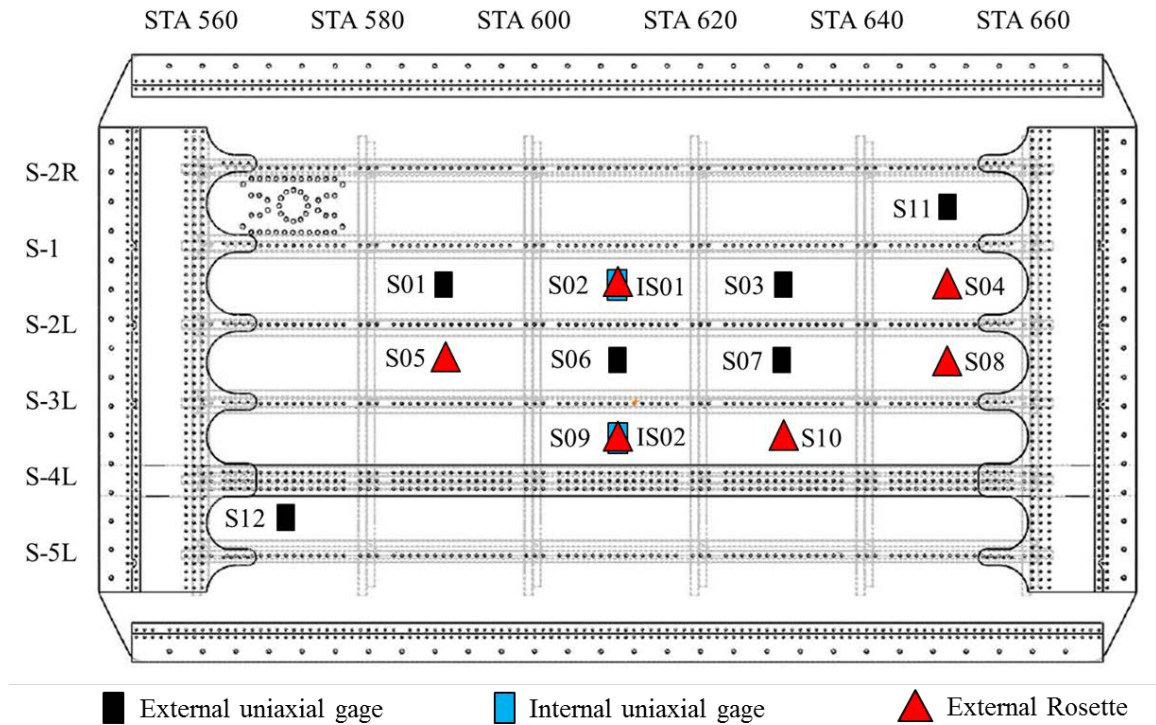 STA 560 STA 580 STA 600 STA 620 STA 640 STA 660
S-2R
S11
S-1
S01 S02 IS01 S03 S04
S-2L
S05 S06 S07 S08
S-3L
S09 IS02 S10
S-4L
S12
S-5L
External uniaxial gage Internal uniaxial gage External Rosette